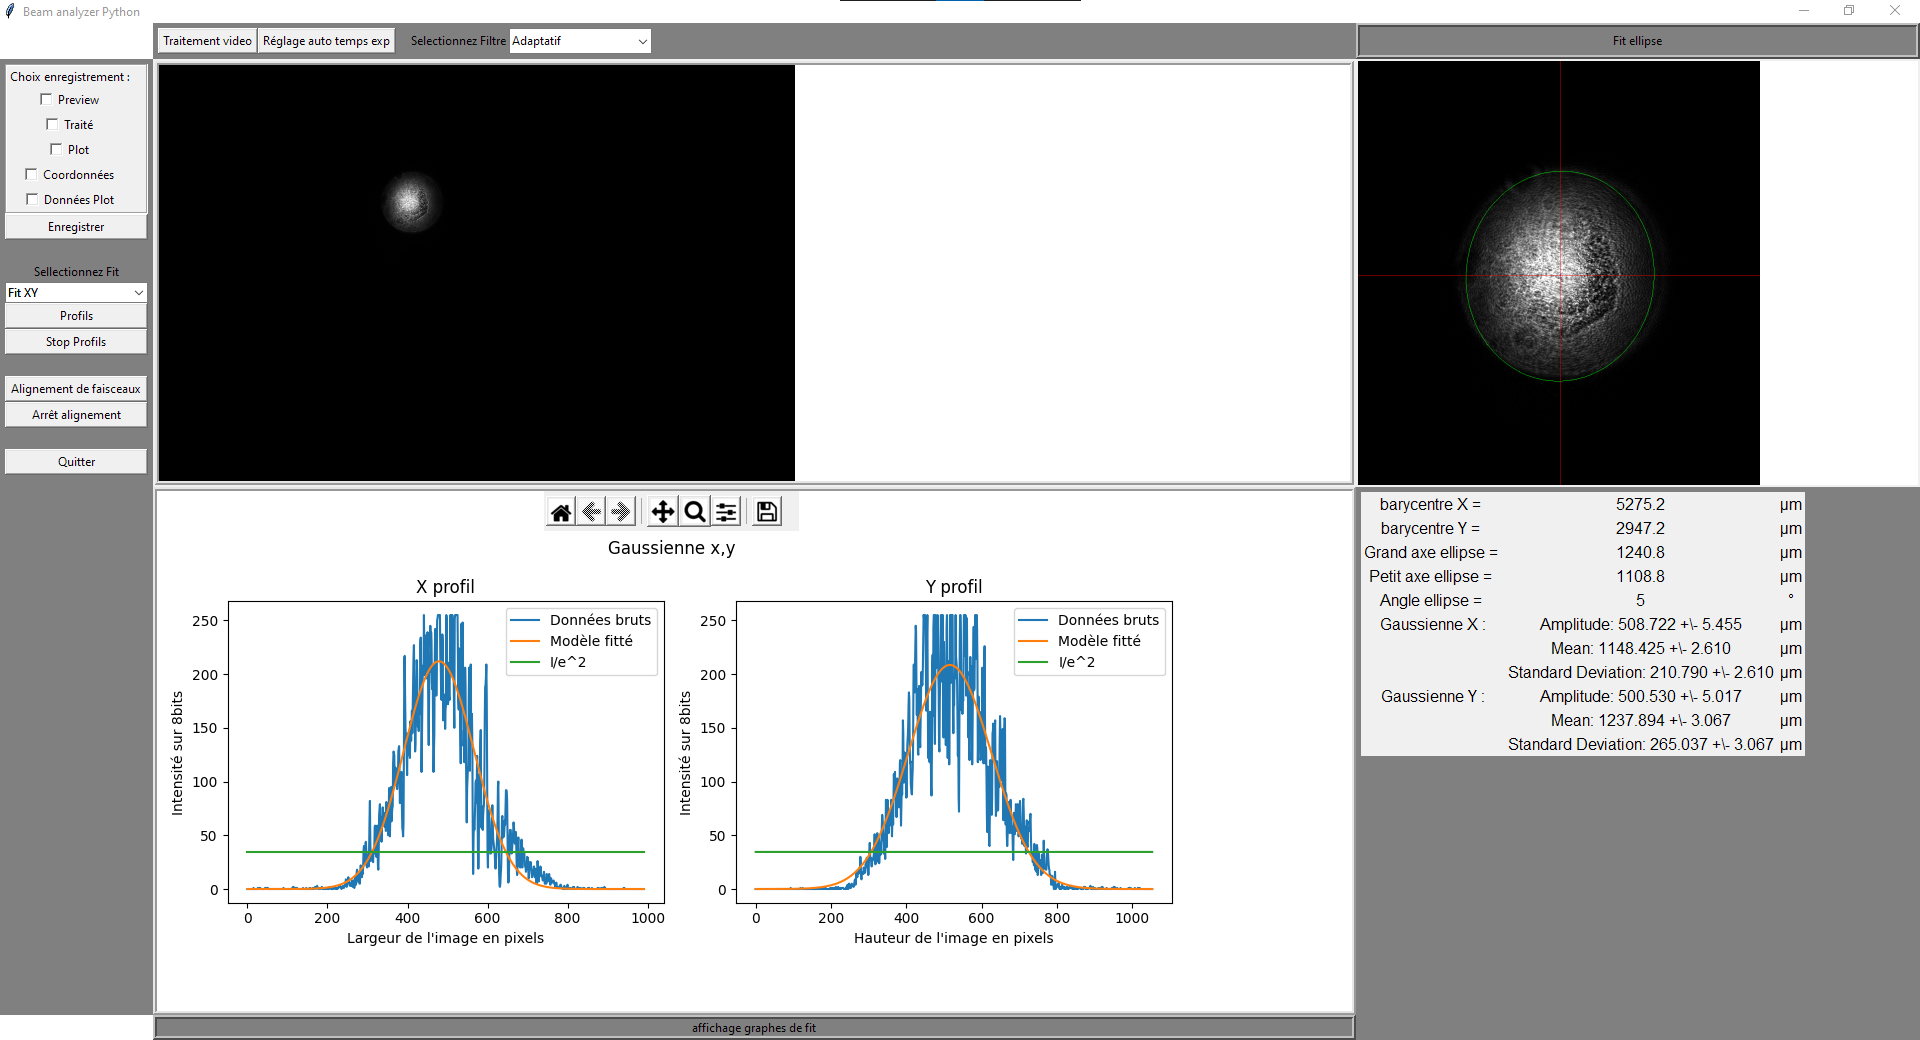 Beam analyzer Python
Traitement video Réglage auto temps exp Selectionnez Filtre Adaptatif
Fit ellipse
Choix enregistrement :
Preview
Traité
Plot
Coordonnées
Données Plot
Enregistrer
Sellectionnez Fit
Fit XY
Profils
Stop Profils
Alignement de faisceaux
Arrêt alignement
Quitter
Gaussienne x,y
X profil
Données bruts
Modèle fitté
I/e^2
250
200
150
100
50
0
Intensité sur 8bits
0 200 400 600 800 1000
Largeur de l'image en pixels
Y profil
Données bruts
Modèle fitté
I/e^2
250
200
150
100
50
0
Intensité sur 8bits
0 200 400 600 800 1000
Hauteur de l'image en pixels
affichage graphes de fit
barycentre X = 5275.2 µm
barycentre Y = 2947.2 µm
Grand axe ellipse = 1240.8 µm
Petit axe ellipse = 1108.8 µm
Angle ellipse = 5 °
Gaussienne X : Amplitude: 508.722 +\- 5.455 µm
Mean: 1148.425 +\- 2.610 µm
Standard Deviation: 210.790 +\- 2.610 µm
Gaussienne Y : Amplitude: 500.530 +\- 5.017 µm
Mean: 1237.894 +\- 3.067 µm
Standard Deviation: 265.037 +\- 3.067 µm